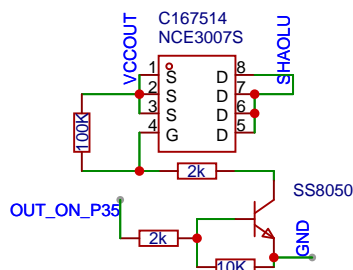 C167514
NCE3007S
VCCOUT
SHAOLU
1 S D 8
2 S D 7
3 S D 6
4 G D 5
100K
2k
SS8050
OUT_ON_P35
2k
GND
10K